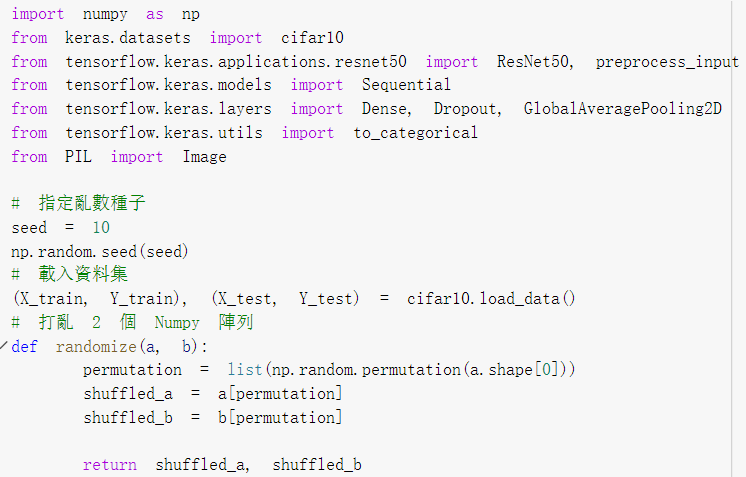 import numpy as np
from keras.datasets import cifar10
from tensorflow.keras.applications.resnet50 import ResNet50, preprocess_input
from tensorflow.keras.models import Sequential
from tensorflow.keras.layers import Dense, Dropout, GlobalAveragePooling2D
from tensorflow.keras.utils import to_categorical
from PIL import Image
# 指定亂數種子
seed = 10
np.random.seed(seed)
# 載入資料集
(X_train, Y_train), (X_test, Y_test) = cifar10.load_data()
# 打亂 2 個 Numpy 陣列
def randomize(a, b):
permutation = list(np.random.permutation(a.shape[0]))
shuffled_a = a[permutation]
shuffled_b = b[permutation]
return shuffled_a, shuffled_b